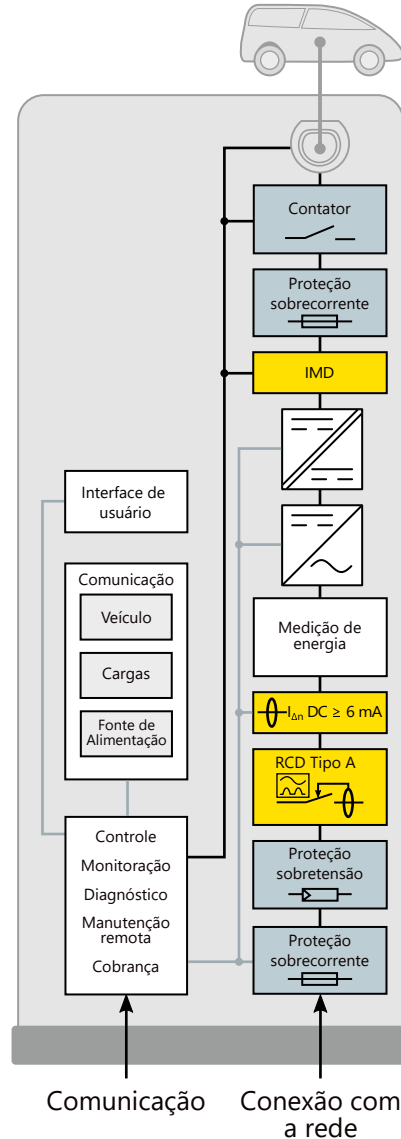 Contator
Proteção
sobrecorrente
IMD
Interface de
usuário
Comunicação
Veículo
Cargas
Fonte de
Alimentação
Medição de
energia
I∆n DC ≥ 6 mA
RCD Tipo A
Controle
Monitoração
Diagnóstico
Manutenção
remota
Cobrança
Proteção
sobretensão
Proteção
sobrecorrente
Comunicação
Conexão com
a rede